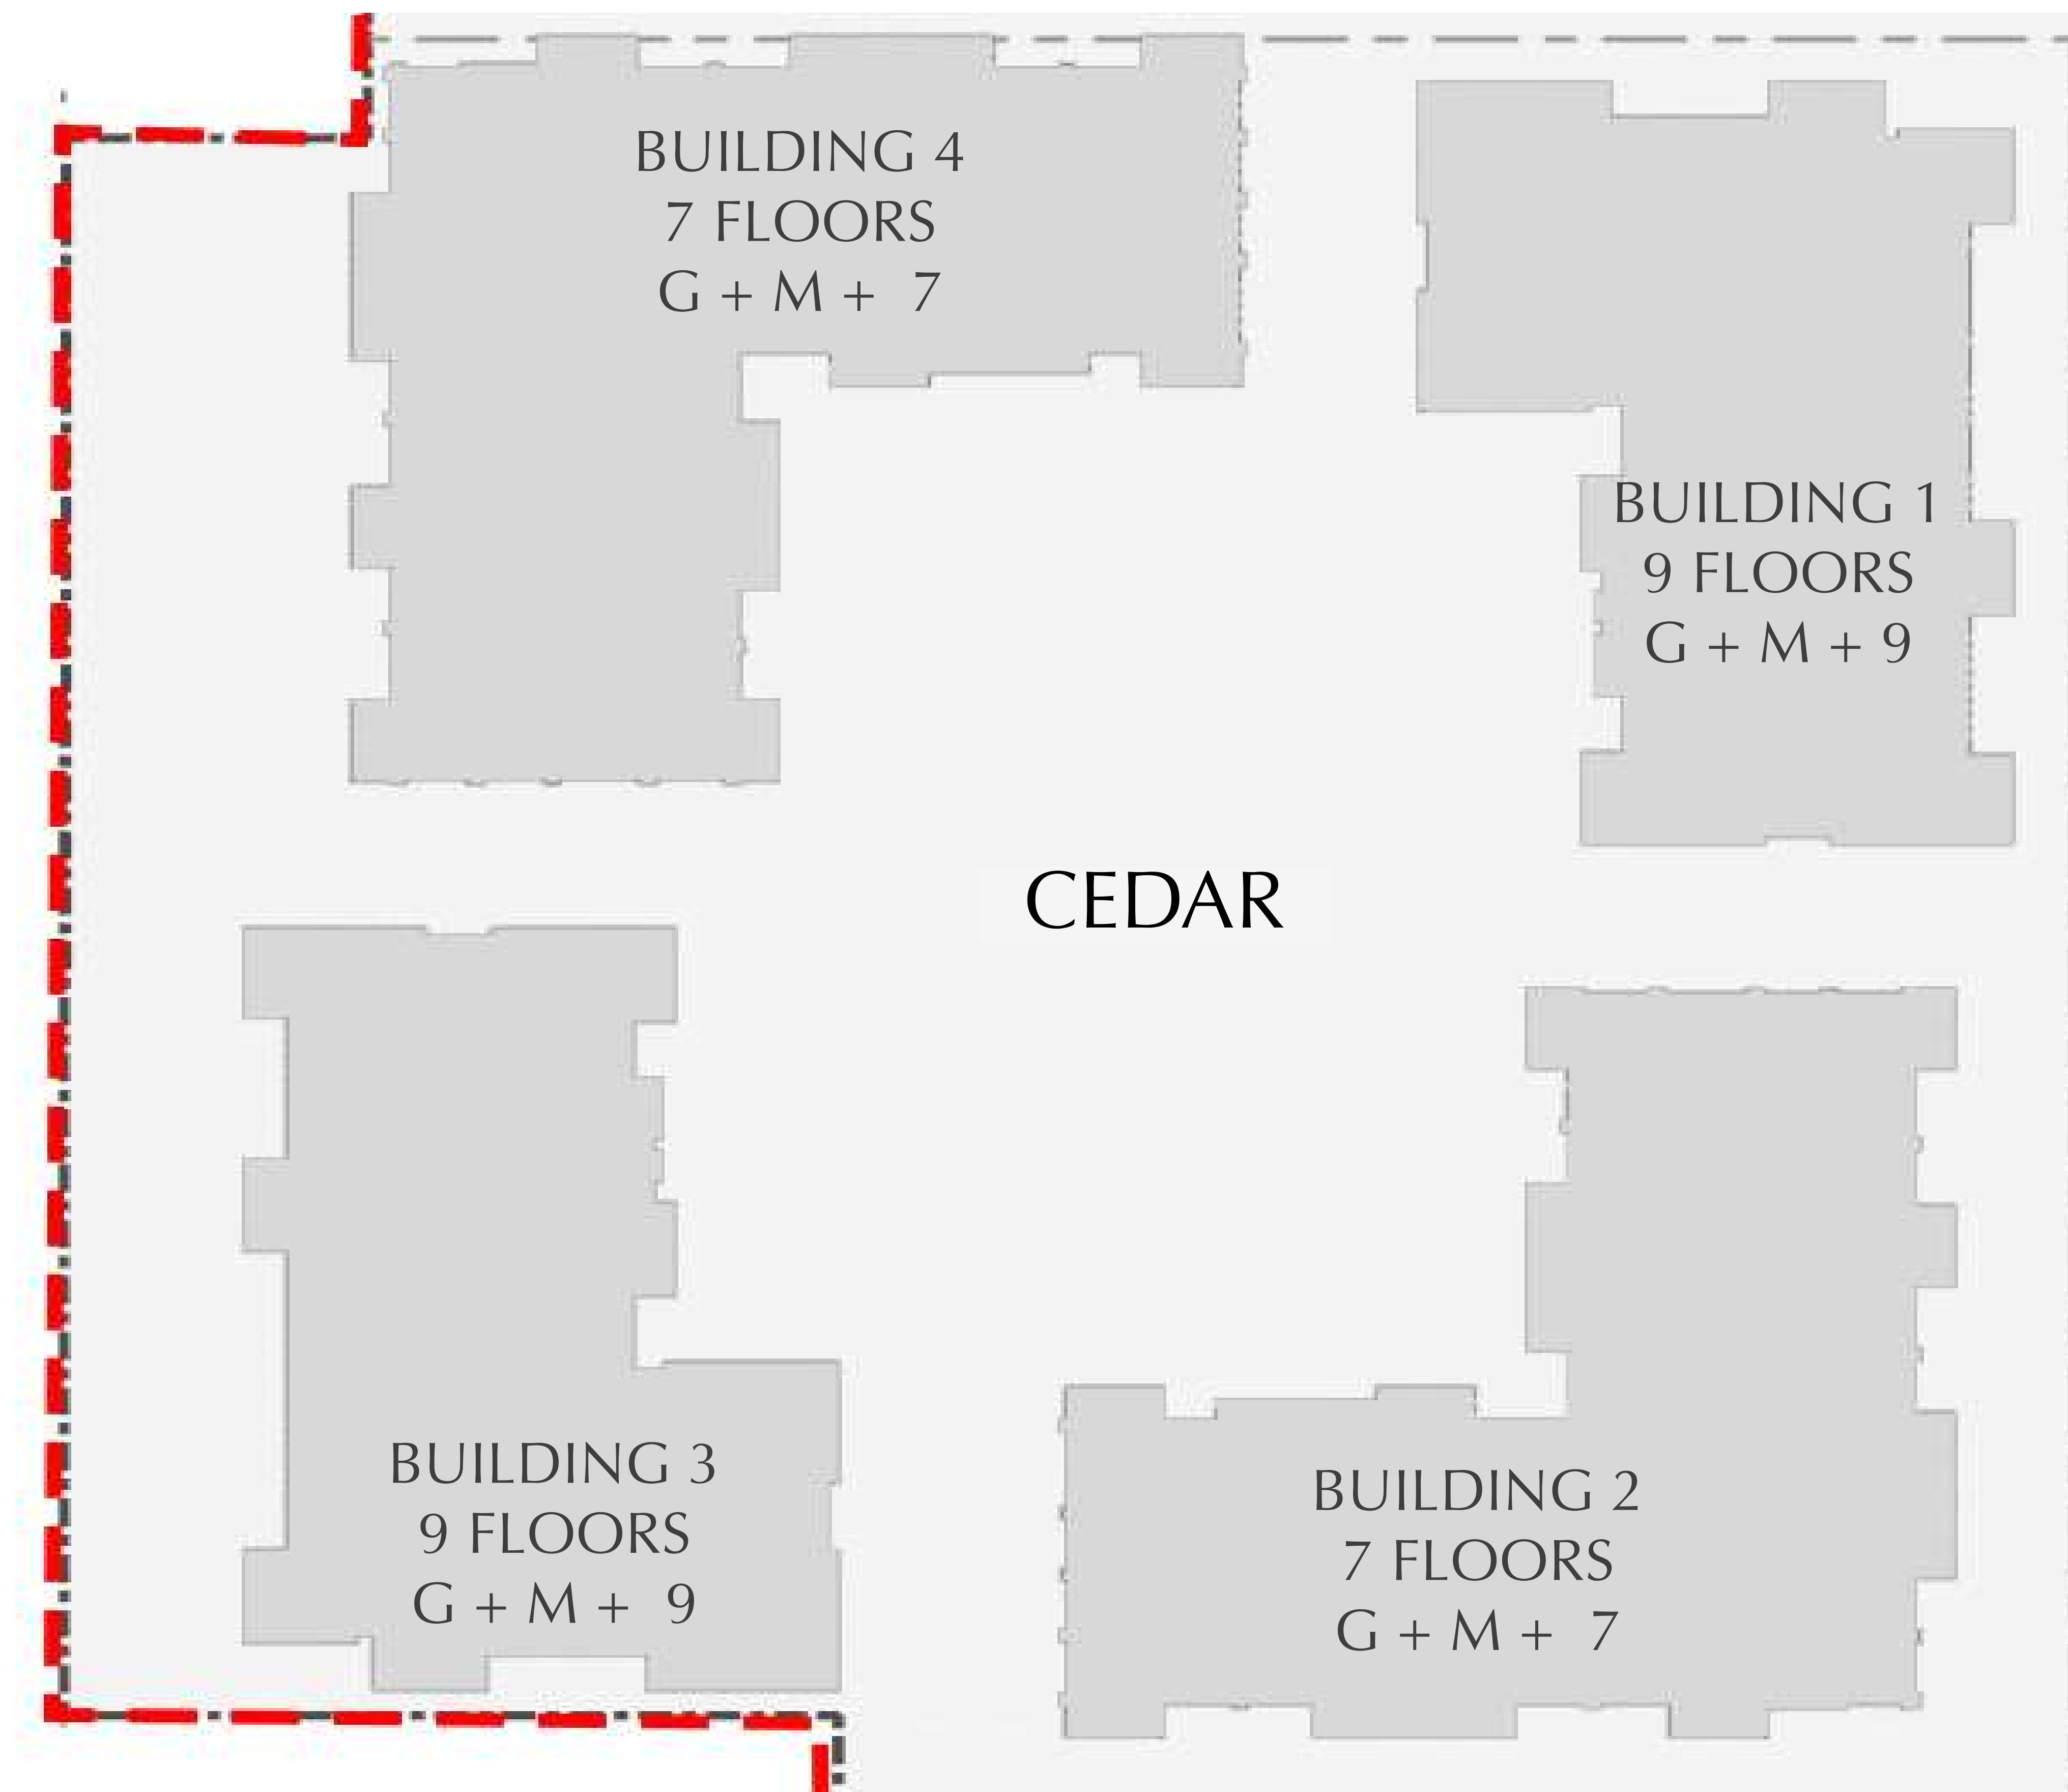 BUILDING 4
7 FLOORS
G + M + 7
BUILDING 1
9 FLOORS
G + M + 9
CEDAR
BUILDING 3
9 FLOORS
G + M + 9
BUILDING 2
7 FLOORS
G + M + 7